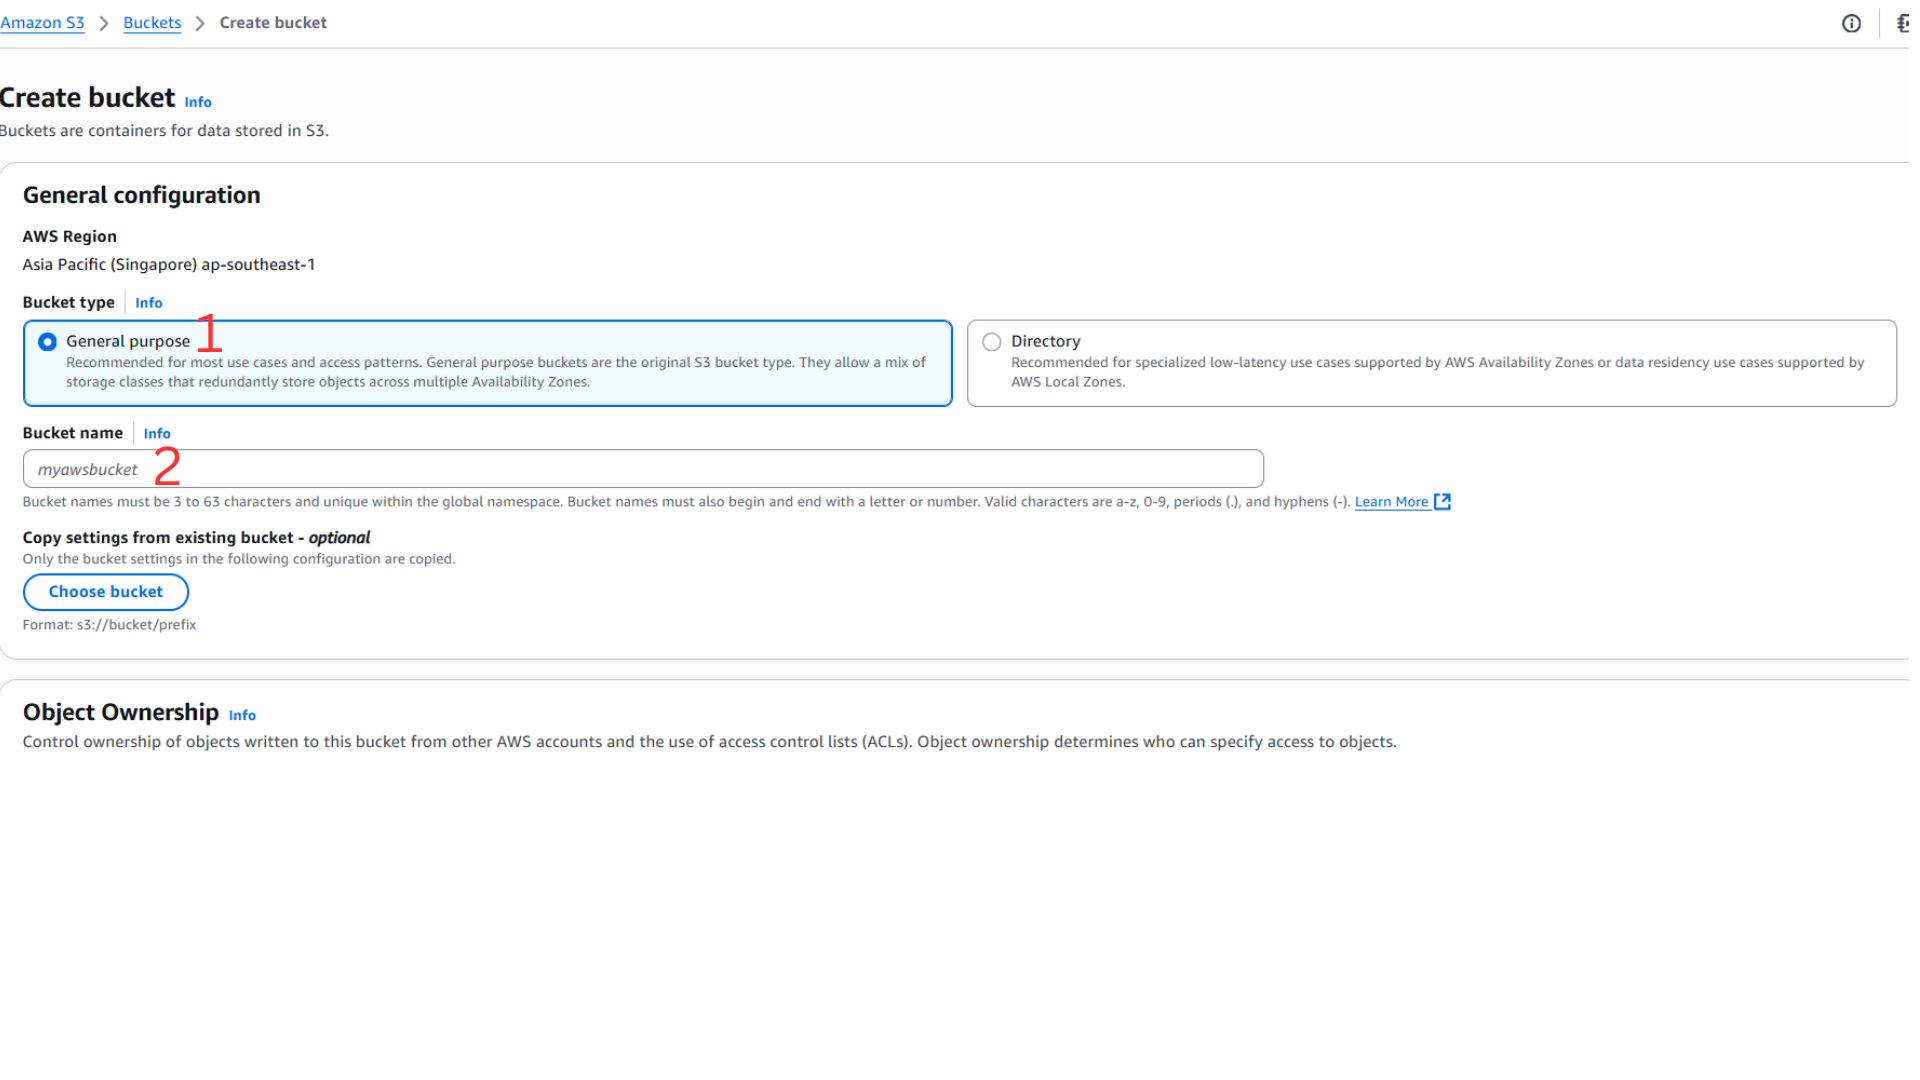 Amazon S3 > Buckets > Create bucket
Create bucket Info
Buckets are containers for data stored in S3.
General configuration
AWS Region
Asia Pacific (Singapore) ap-southeast-1
Bucket type Info
General purpose 1
Recommended for most use cases and access patterns. General purpose buckets are the original S3 bucket type. They allow a mix of
storage classes that redundantly store objects across multiple Availability Zones.
Directory
Recommended for specialized low-latency use cases supported by AWS Availability Zones or data residency use cases supported by
AWS Local Zones.
Bucket name Info
myawsbucket 2
Bucket names must be 3 to 63 characters and unique within the global namespace. Bucket names must also begin and end with a letter or number. Valid characters are a-z, 0-9, periods (.), and hyphens (-). Learn More
Copy settings from existing bucket - optional
Only the bucket settings in the following configuration are copied.
Choose bucket
Format: s3://bucket/prefix
Object Ownership Info
Control ownership of objects written to this bucket from other AWS accounts and the use of access control lists (ACLs). Object ownership determines who can specify access to objects.